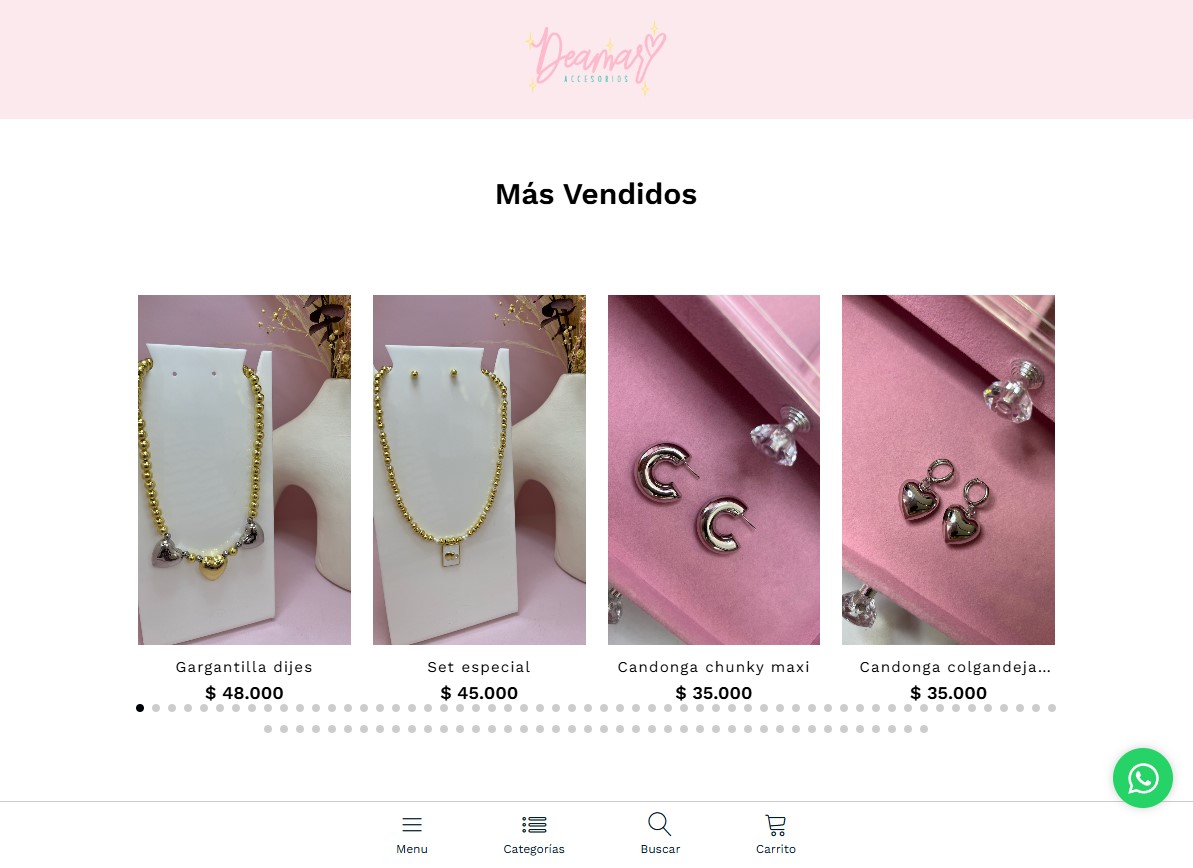 Deamar
ACCESORIOS
Más Vendidos
Gargantilla dijes
$ 48.000
Set especial
$ 45.000
Candonga chunky maxi
$ 35.000
Candonga colgandeja...
$ 35.000
Menu
Categorías
Buscar
Carrito